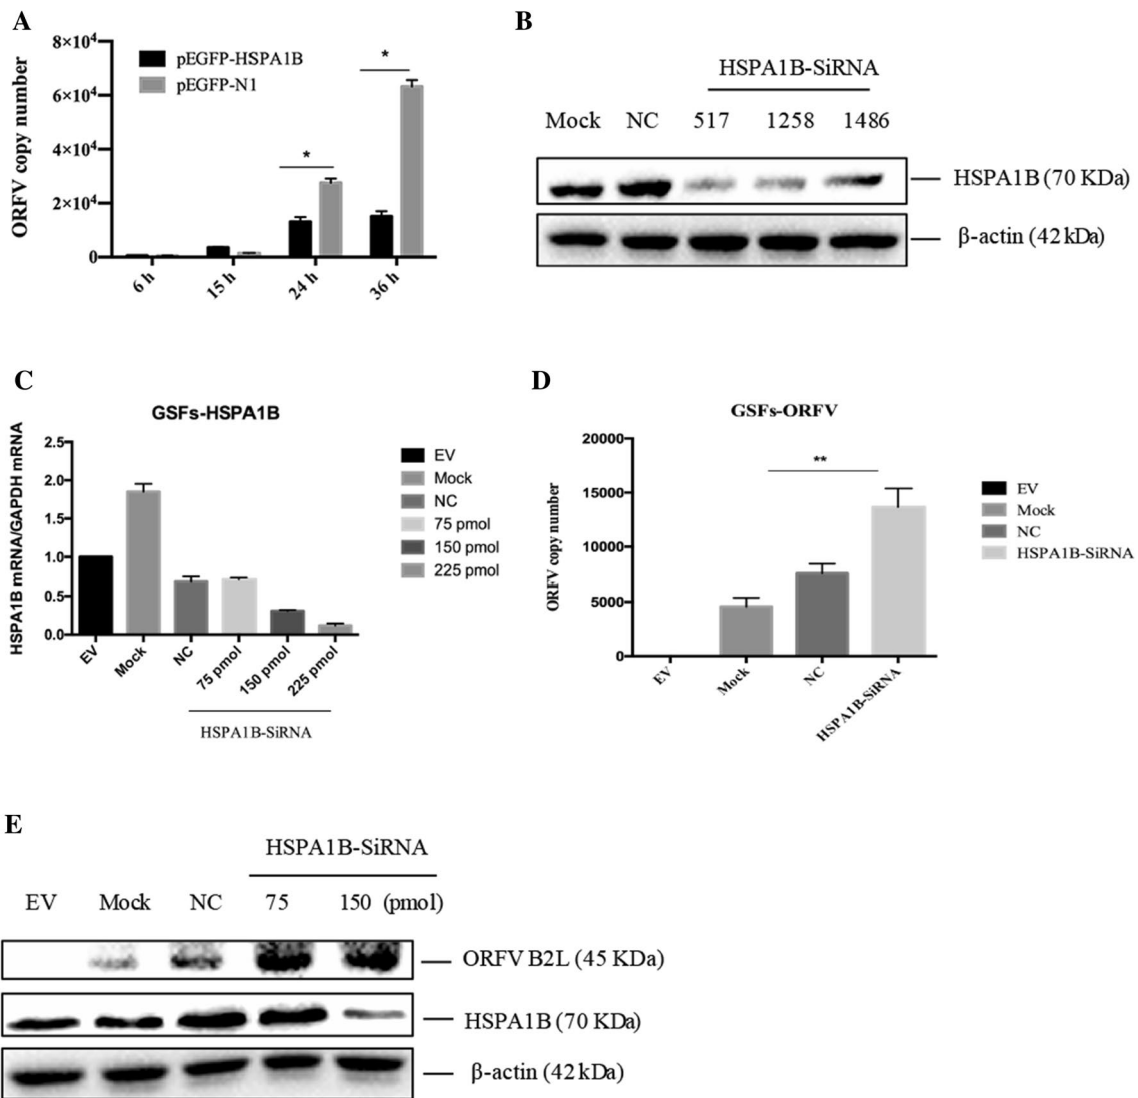 A
8×10⁴
6×10⁴
4×10⁴
2×10⁴
0
ORFV copy number
pEGFP-HSPA1B
pEGFP-N1
*
*
6 h
15 h
24 h
36 h
B
HSPA1B-SiRNA
Mock NC 517 1258 1486
HSPA1B (70 KDa)
β-actin (42 kDa)
C
GSFs-HSPA1B
HSPA1B mRNA/GAPDH mRNA
2.5
2.0
1.5
1.0
0.5
0.0
EV
Mock
NC
75 pmol
150 pmol
225 pmol
EV
Mock
NC
75 pmol
150 pmol
225 pmol
HSPA1B-SiRNA
D
GSFs-ORFV
ORFV copy number
20000
15000
10000
5000
0
**
EV
Mock
NC
HSPA1B-SiRNA
EV
Mock
NC
HSPA1B-SiRNA
E
HSPA1B-SiRNA
EV Mock NC 75 150 (pmol)
ORFV B2L (45 KDa)
HSPA1B (70 KDa)
β-actin (42 kDa)